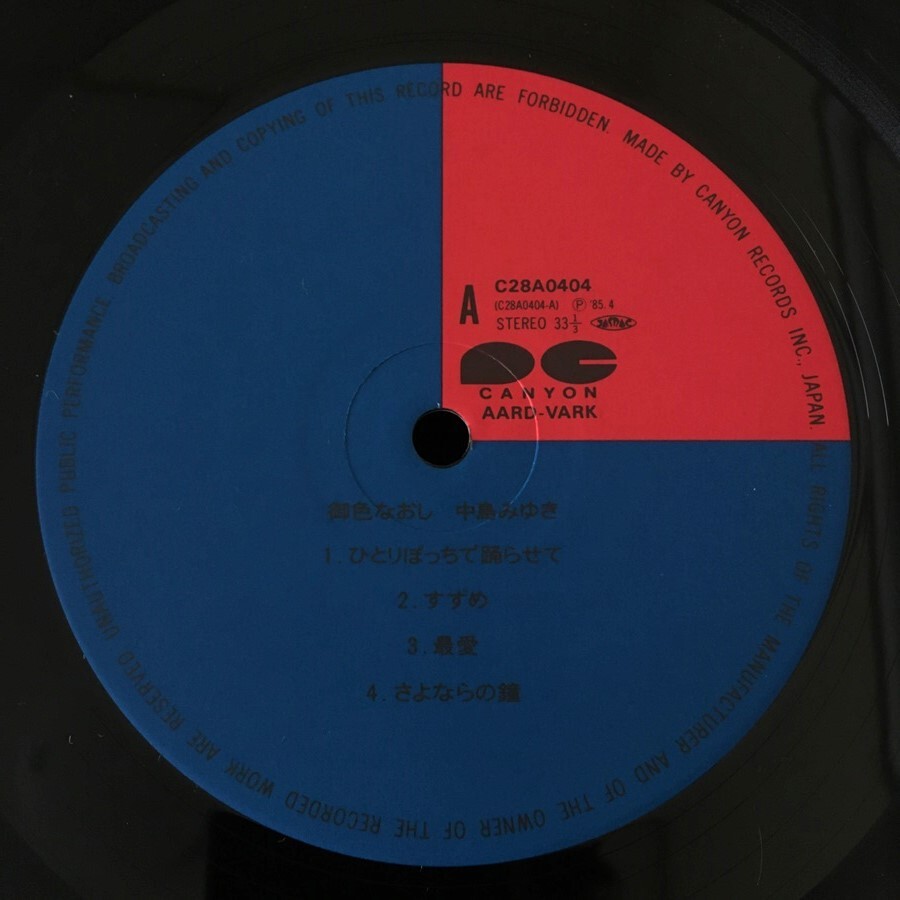 UNAUTHORIZED PUBLIC PERFORMANCE BROADCASTING AND COPYING OF THIS RECORD ARE FORBIDDEN. MADE BY CANYON RECORDS INC., JAPAN. ALL RIGHTS OF THE MANUFACTURER AND OF THE OWNER OF THE RECORDED WORK ARE RESERVED
A
C28A0404
(C28A0404-A) Ⓟ '85.4
STEREO 33 1/3 JASRAC
CANYON
AARD-VARK
御色なおし 中島みゆき
1. ひとりぽっちで踊らせて
2. すずめ
3. 最愛
4. さよならの鐘